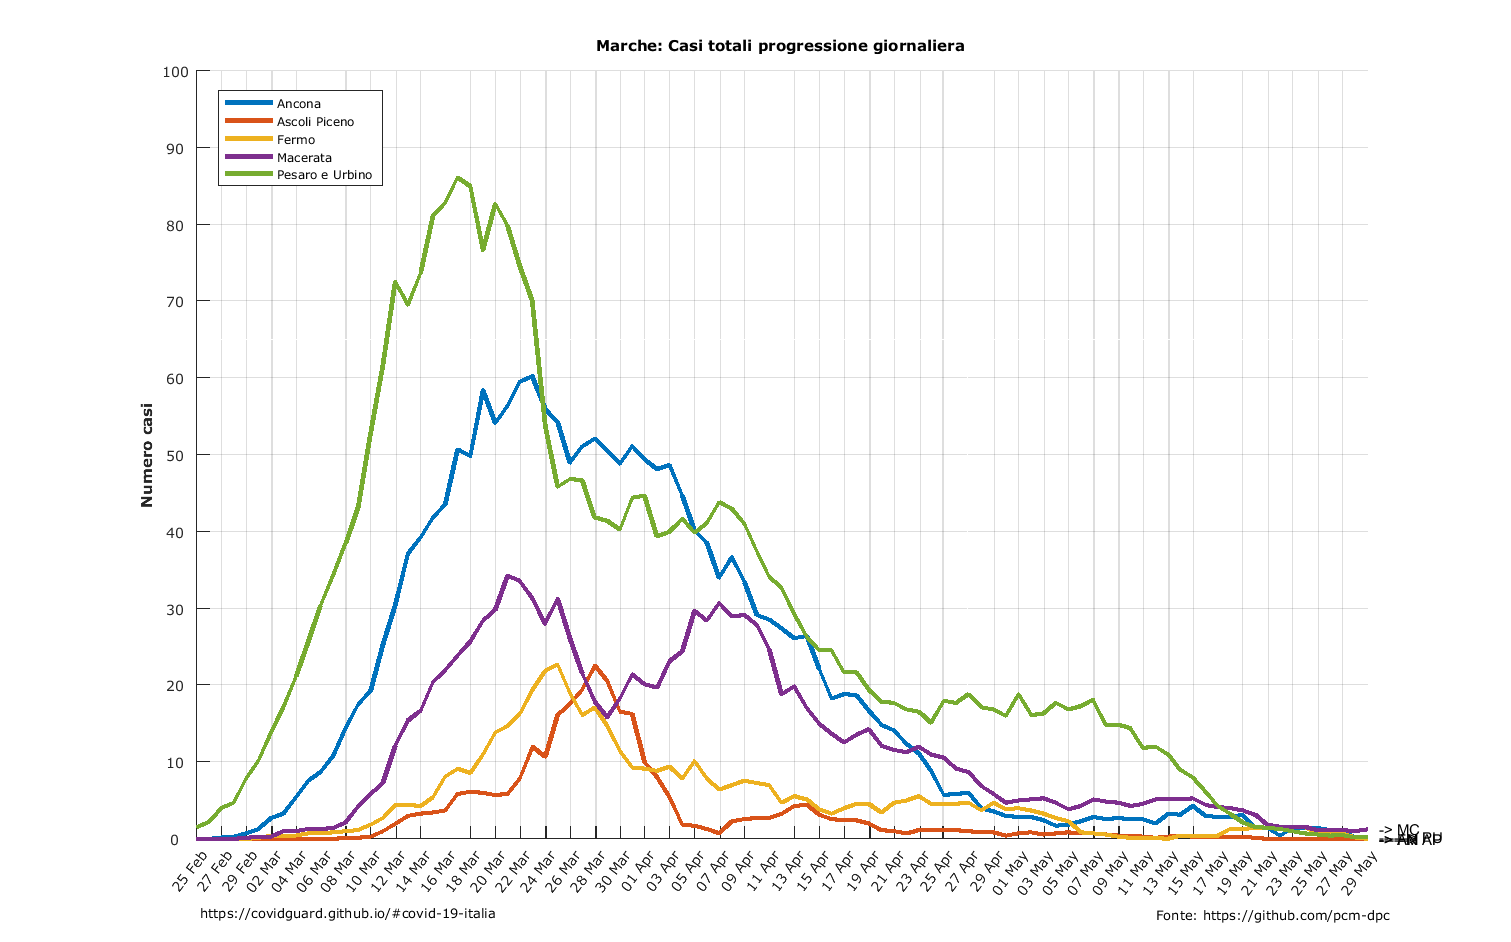 Marche: Casi totali progressione giornaliera
100
90
80
70
60
50
40
30
20
10
0
Numero casi
Ancona
Ascoli Piceno
Fermo
Macerata
Pesaro e Urbino
-> MC
25 Feb
27 Feb
29 Feb
02 Mar
04 Mar
06 Mar
08 Mar
10 Mar
12 Mar
14 Mar
16 Mar
18 Mar
20 Mar
22 Mar
24 Mar
26 Mar
28 Mar
30 Mar
01 Apr
03 Apr
05 Apr
07 Apr
09 Apr
11 Apr
13 Apr
15 Apr
17 Apr
19 Apr
21 Apr
23 Apr
25 Apr
27 Apr
29 Apr
01 May
03 May
05 May
07 May
09 May
11 May
13 May
15 May
17 May
19 May
21 May
23 May
25 May
27 May
29 May
https://covidguard.github.io/#covid-19-italia
Fonte: https://github.com/pcm-dpc